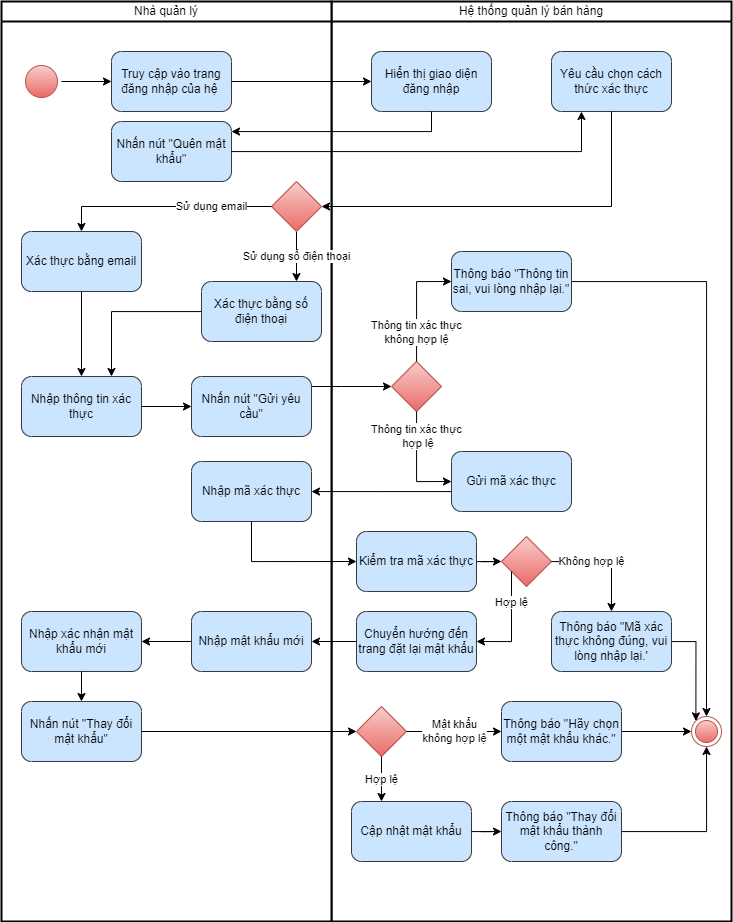 Nhà quản lý
Hệ thống quản lý bán hàng
Truy cập vào trang
đăng nhập của hệ
Hiển thị giao diện
đăng nhập
Yêu cầu chọn cách
thức xác thực
Nhấn nút "Quên mật
khẩu"
Sử dụng email
Sử dụng số điện thoại
Xác thực bằng email
Xác thực bằng số
điện thoại
Thông báo "Thông tin
sai, vui lòng nhập lại."
Thông tin xác thực
không hợp lệ
Nhập thông tin xác
thực
Nhấn nút "Gửi yêu
cầu"
Thông tin xác thực
hợp lệ
Gửi mã xác thực
Nhập mã xác thực
Kiểm tra mã xác thực
Không hợp lệ
Hợp lệ
Nhập xác nhận mật
khẩu mới
Nhập mật khẩu mới
Chuyển hướng đến
trang đặt lại mật khẩu
Thông báo "Mã xác
thực không đúng, vui
lòng nhập lại.'
Nhấn nút "Thay đổi
mật khẩu"
Mật khẩu
không hợp lệ
Thông báo "Hãy chọn
một mật khẩu khác."
Hợp lệ
Cập nhật mật khẩu
Thông báo "Thay đổi
mật khẩu thành
công."